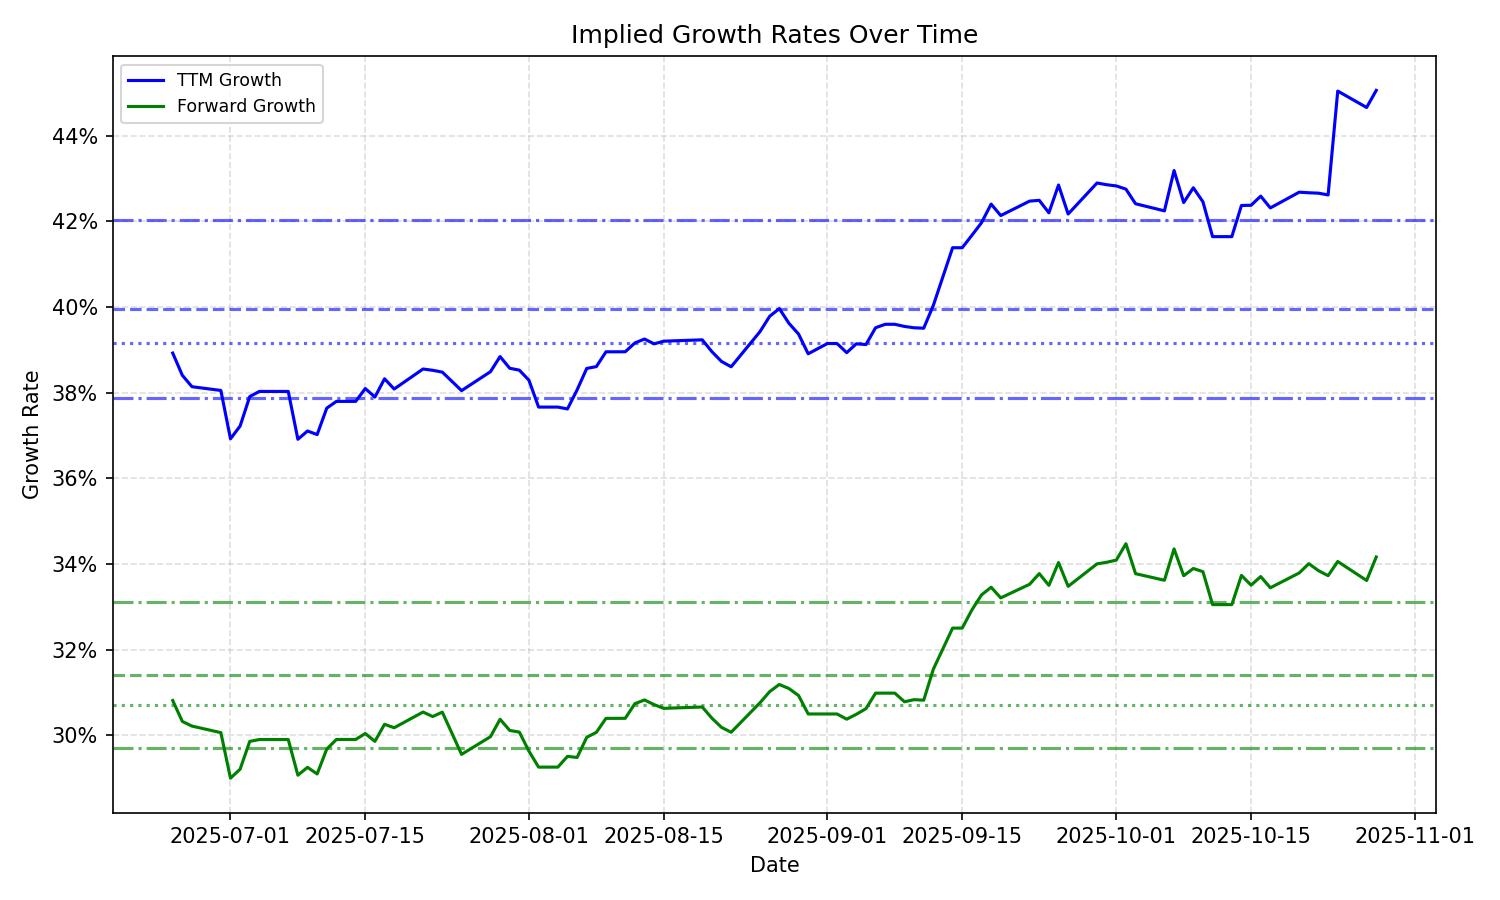 Implied Growth Rates Over Time
TTM Growth
Forward Growth
44%
42%
40%
38%
36%
34%
32%
30%
Growth Rate
2025-07-01 2025-07-15 2025-08-01 2025-08-15 2025-09-01 2025-09-15 2025-10-01 2025-10-15 2025-11-01
Date